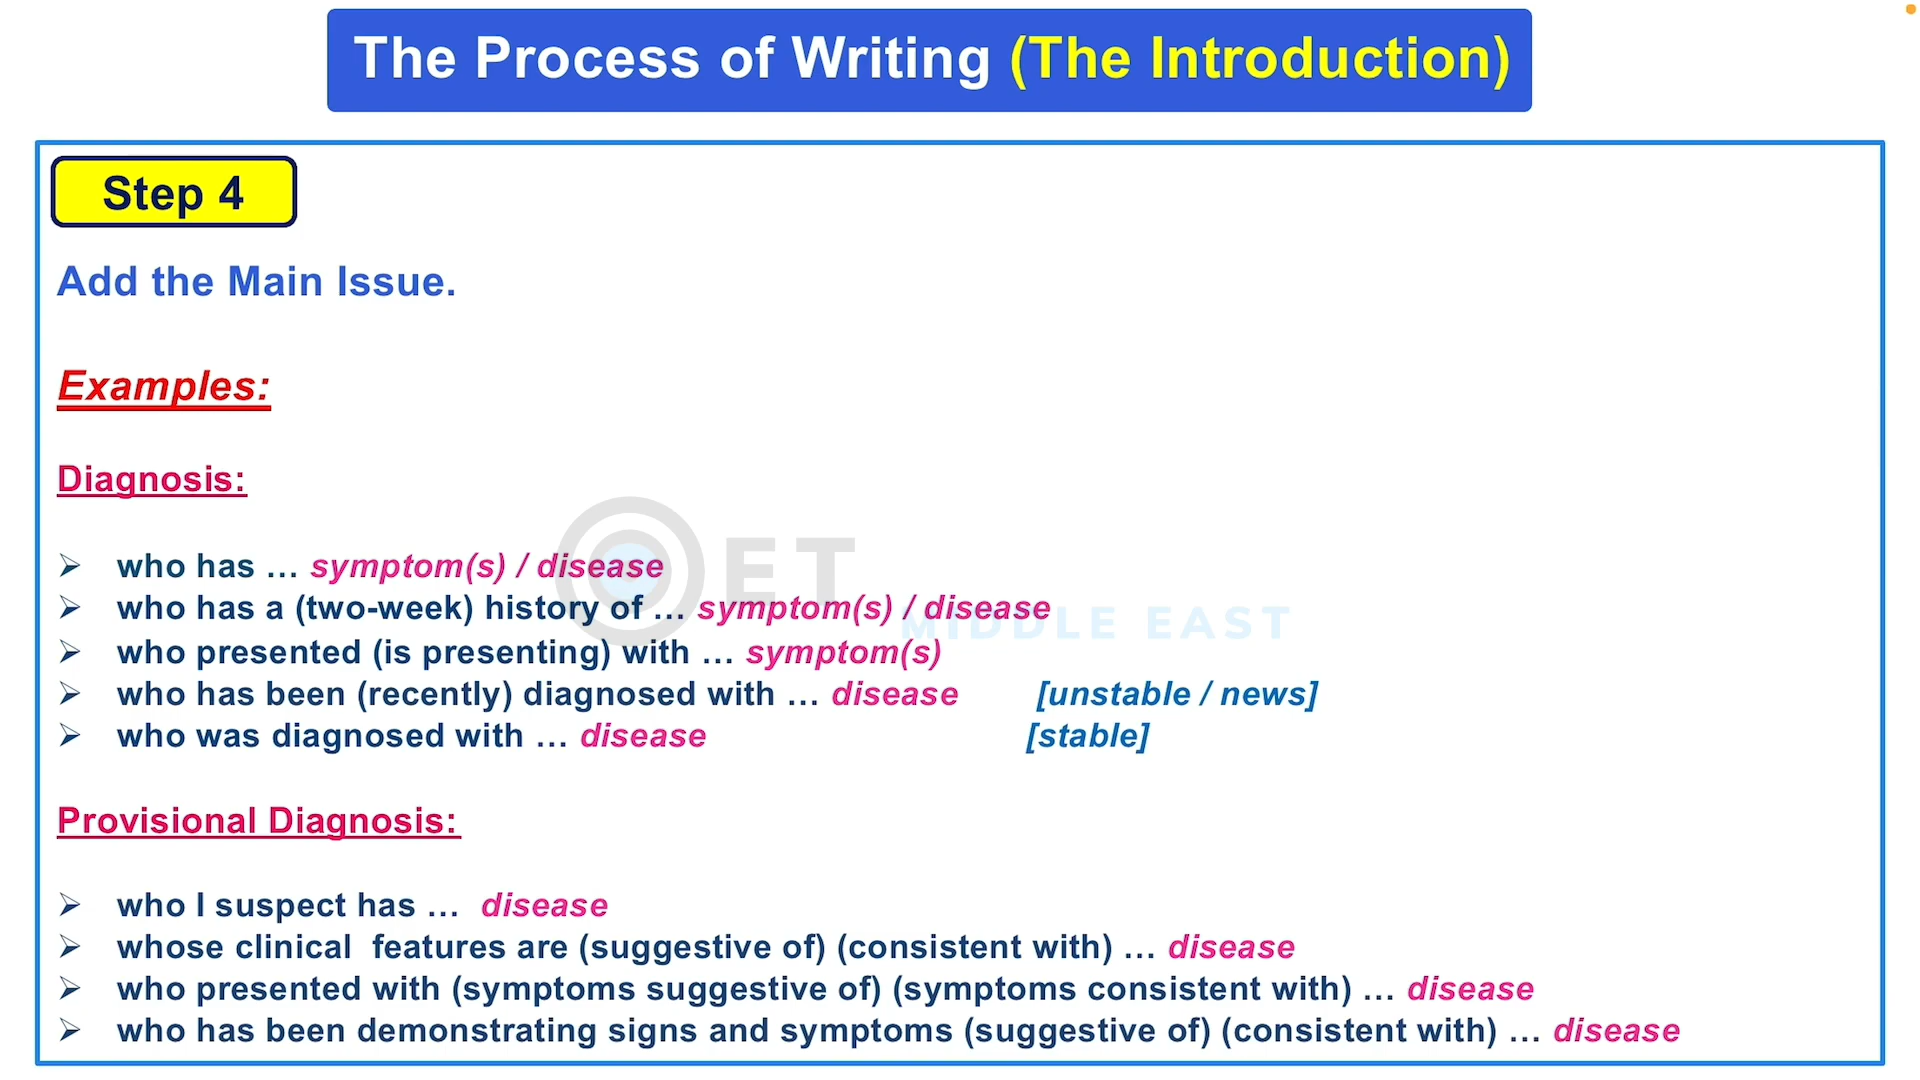 The Process of Writing (The Introduction)
Step 4
Add the Main Issue.
Examples:
Diagnosis:
➢ who has … symptom(s) / disease
➢ who has a (two-week) history of … symptom(s) / disease
➢ who presented (is presenting) with … symptom(s)
➢ who has been (recently) diagnosed with … disease [unstable / news]
➢ who was diagnosed with … disease [stable]
Provisional Diagnosis:
➢ who I suspect has … disease
➢ whose clinical features are (suggestive of) (consistent with) … disease
➢ who presented with (symptoms suggestive of) (symptoms consistent with) … disease
➢ who has been demonstrating signs and symptoms (suggestive of) (consistent with) … disease
OET
MIDDLE EAST